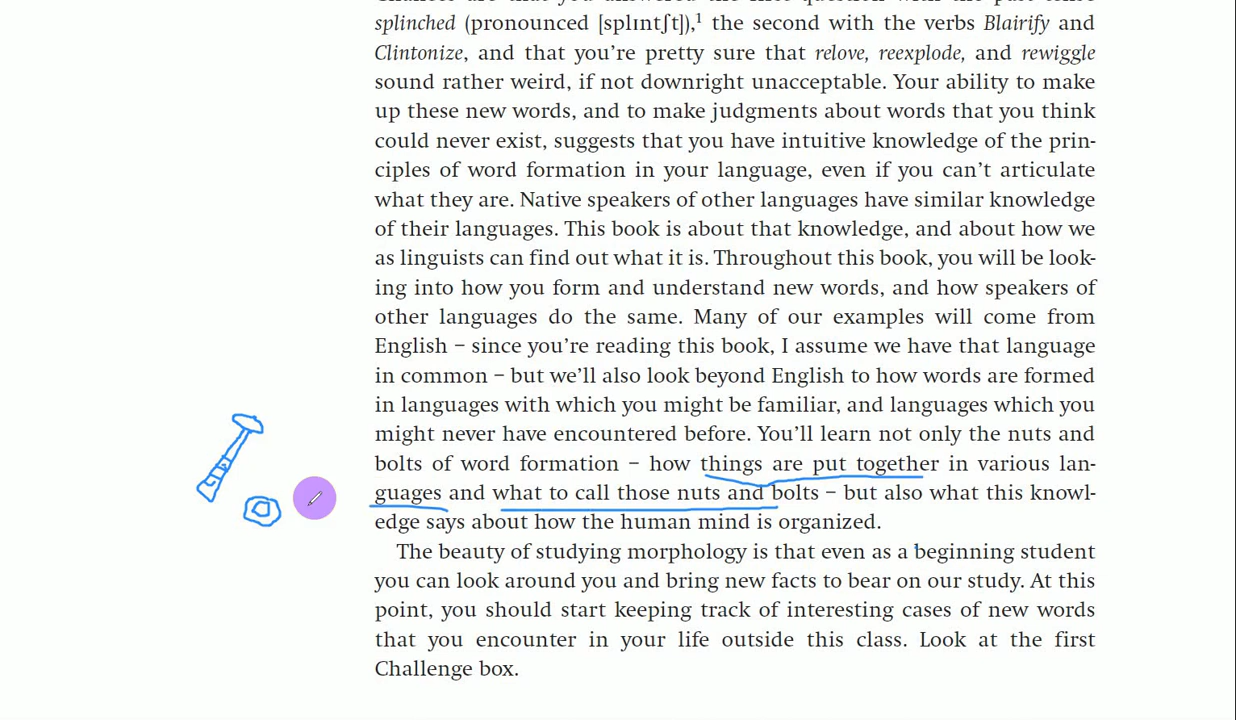 splinched (pronounced [splɪntʃt]),¹ the second with the verbs Blairify and
Clintonize, and that you’re pretty sure that relove, reexplode, and rewiggle
sound rather weird, if not downright unacceptable. Your ability to make
up these new words, and to make judgments about words that you think
could never exist, suggests that you have intuitive knowledge of the prin-
ciples of word formation in your language, even if you can’t articulate
what they are. Native speakers of other languages have similar knowledge
of their languages. This book is about that knowledge, and about how we
as linguists can find out what it is. Throughout this book, you will be look-
ing into how you form and understand new words, and how speakers of
other languages do the same. Many of our examples will come from
English – since you’re reading this book, I assume we have that language
in common – but we’ll also look beyond English to how words are formed
in languages with which you might be familiar, and languages which you
might never have encountered before. You’ll learn not only the nuts and
bolts of word formation – how things are put together in various lan-
guages and what to call those nuts and bolts – but also what this knowl-
edge says about how the human mind is organized.
The beauty of studying morphology is that even as a beginning student
you can look around you and bring new facts to bear on our study. At this
point, you should start keeping track of interesting cases of new words
that you encounter in your life outside this class. Look at the first
Challenge box.